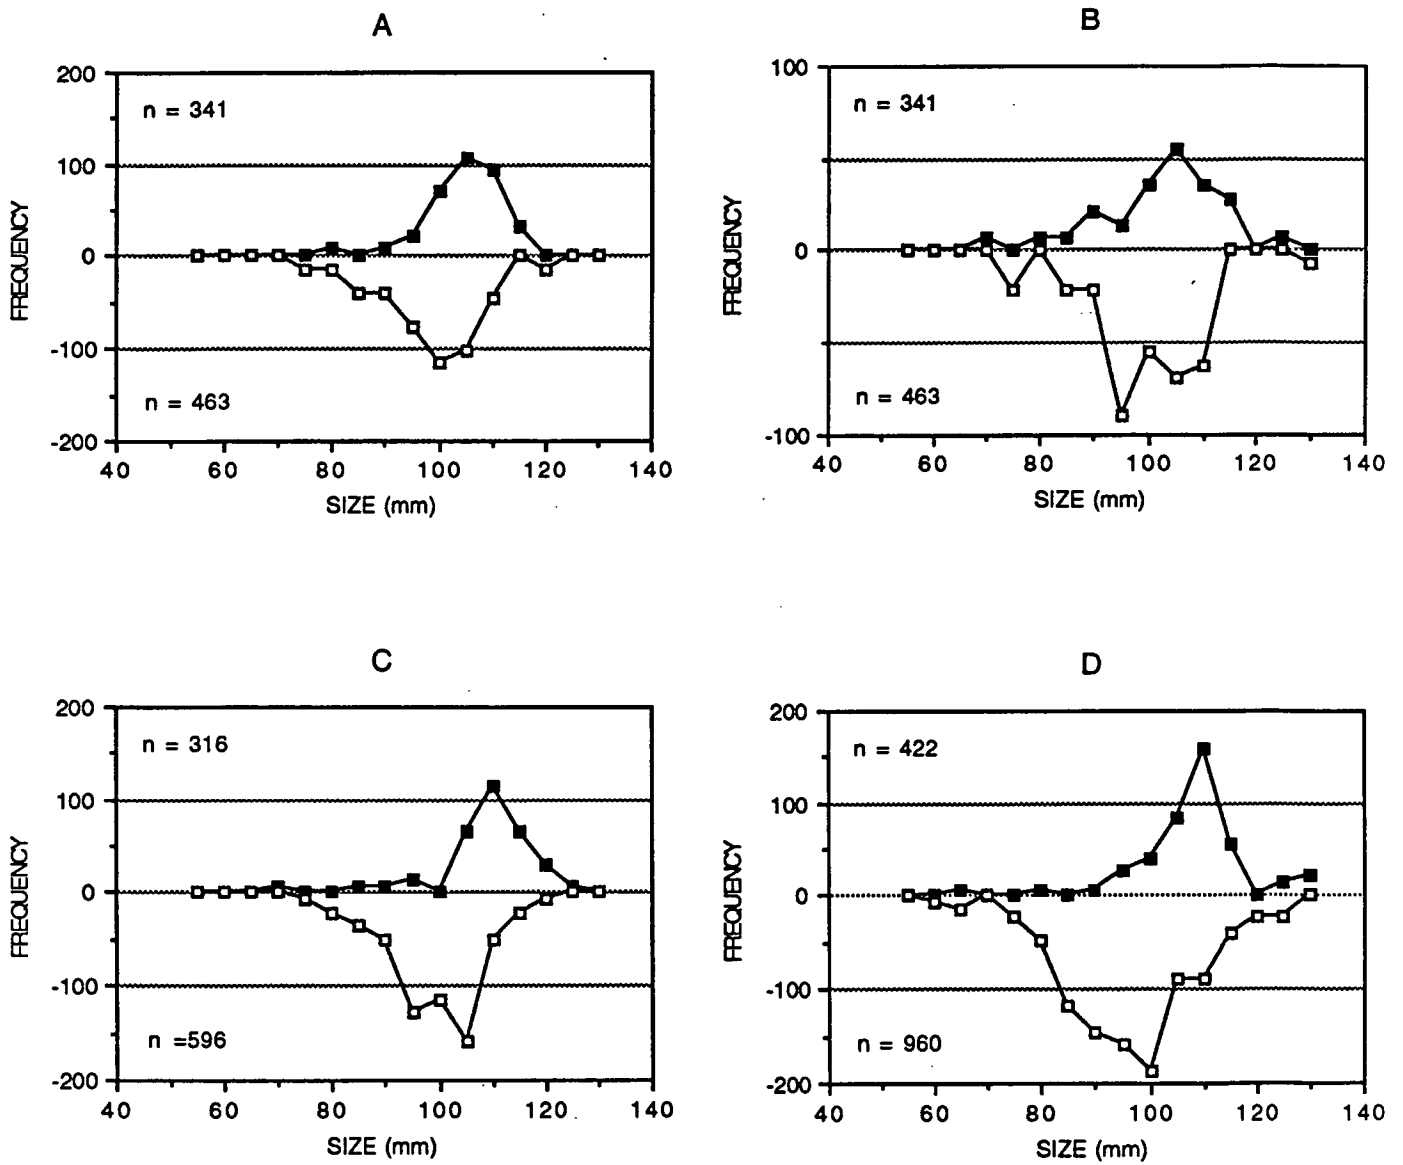 A
200
100
0
-100
-200
FREQUENCY
n = 341
n = 463
40 60 80 100 120 140
SIZE (mm)
B
100
0
-100
FREQUENCY
n = 341
n = 463
40 60 80 100 120 140
SIZE (mm)
C
200
100
0
-100
-200
FREQUENCY
n = 316
n =596
40 60 80 100 120 140
SIZE (mm)
D
200
100
0
-100
-200
FREQUENCY
n = 422
n = 960
40 60 80 100 120 140
SIZE (mm)